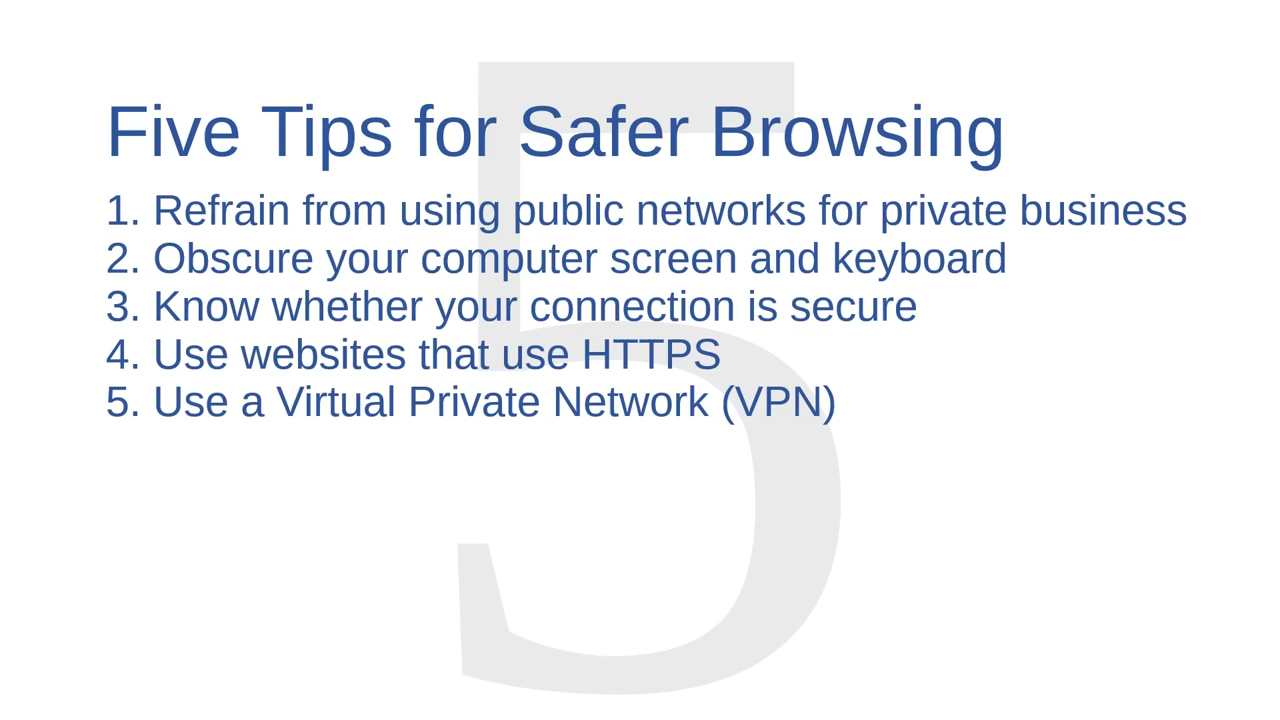 5
Five Tips for Safer Browsing
1. Refrain from using public networks for private business
2. Obscure your computer screen and keyboard
3. Know whether your connection is secure
4. Use websites that use HTTPS
5. Use a Virtual Private Network (VPN)